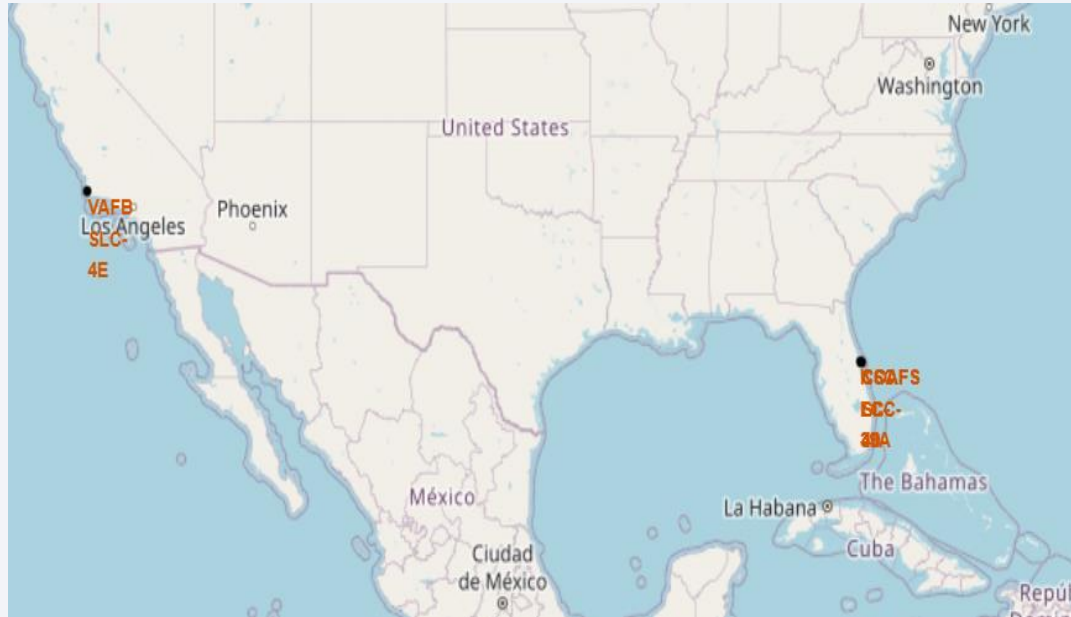 New York
Washington
United States
VAFB
Phoenix
Los Angeles
SLC-
4E
The Bahamas
México
La Habana
Cuba
Ciudad
de México
Repúl